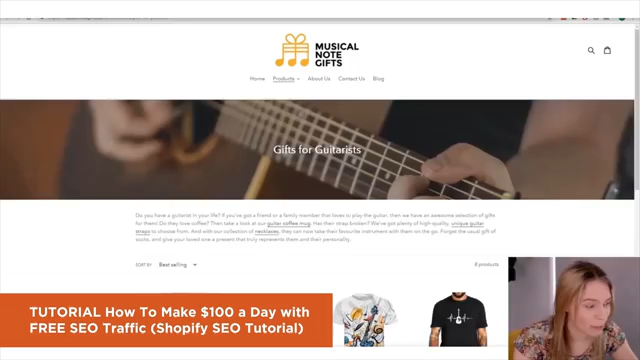 MUSICAL
NOTE
GIFTS
Home Products About Us Contact Us Blog
Gifts for Guitarists
Do you have a guitarist in your life? If you've got a friend or a family member that loves to play the guitar, then we have an awesome selection of gifts
for them! Do they love coffee? Then take a look at our guitar coffee mug. Has their strap broken? We've got plenty of high-quality, unique guitar
straps to choose from. And with our collection of necklaces, they can now take their favourite instrument with them on the go. Forget the usual gift of
socks, and give your loved one a present that truly represents them and their personality.
SORT BY Best selling 8 products
TUTORIAL How To Make $100 a Day with
FREE SEO Traffic (Shopify SEO Tutorial)